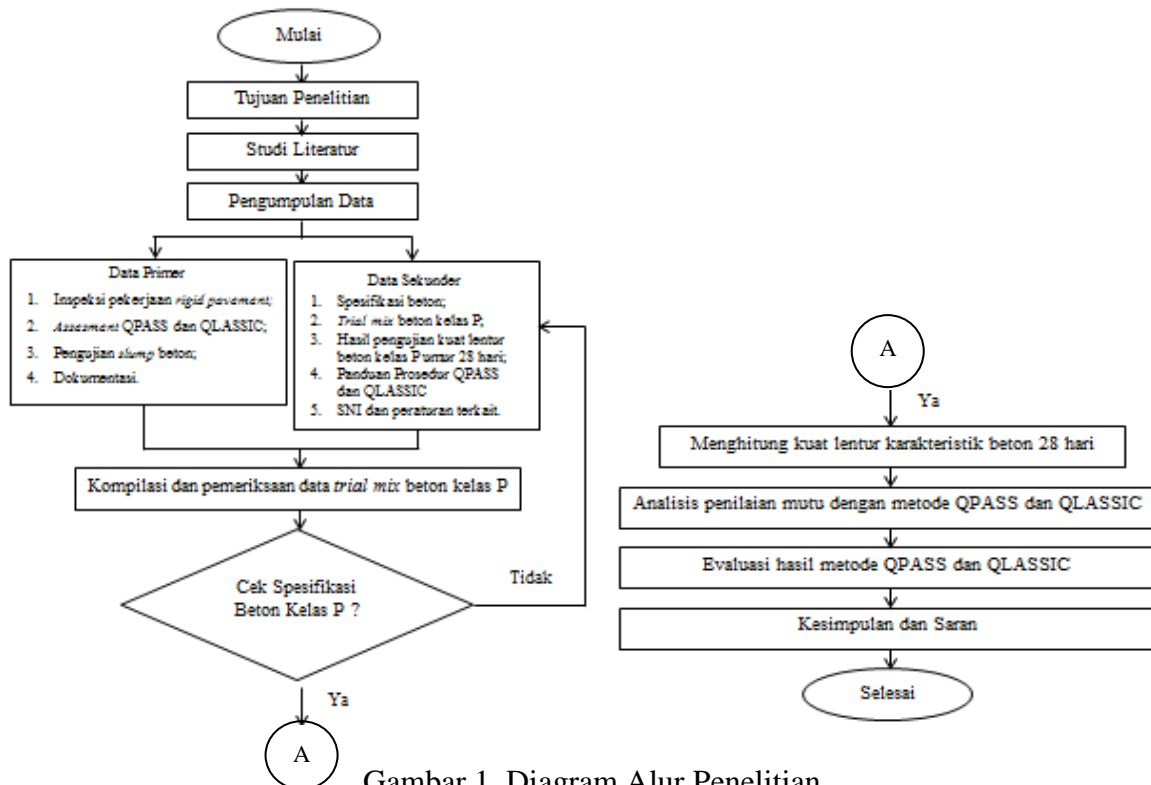 Mulai
Tujuan Penelitian
Studi Literatur
Pengumpulan Data
Data Primer
1. Inspeksi pekerjaan rigid pavement;
2. Assesment QPASS dan QLASSIC;
3. Pengujian slump beton;
4. Dokumentasi.
Data Sekunder
1. Spesifikasi beton;
2. Trial mix beton kelas P;
3. Hasil pengujian kuat lentur
beton kelas P umur 28 hari;
4. Panduan Prosedur QPASS
dan QLASSIC
5. SNI dan peraturan terkait.
Kompilasi dan pemeriksaan data trial mix beton kelas P
Cek Spesifikasi
Beton Kelas P ?
Tidak
Ya
A
A
Ya
Menghitung kuat lentur karakteristik beton 28 hari
Analisis penilaian mutu dengan metode QPASS dan QLASSIC
Evaluasi hasil metode QPASS dan QLASSIC
Kesimpulan dan Saran
Selesai
Gambar 1. Diagram Alur Penelitian